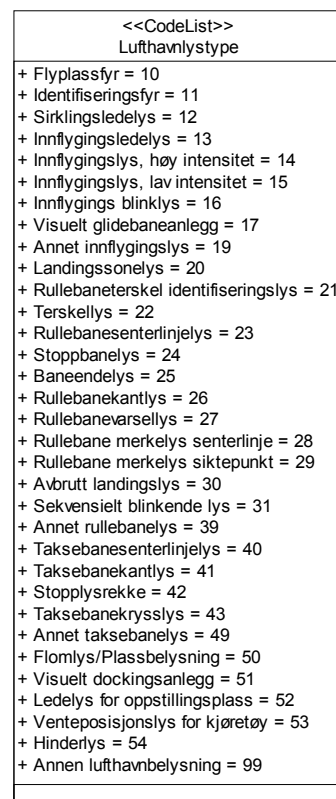 <<CodeList>>
Lufthavnlystype
+ Flyplassfyr = 10
+ Identifiseringsfyr = 11
+ Sirklingsledelys = 12
+ Innflygingsledelys = 13
+ Innflygingslys, høy intensitet = 14
+ Innflygingslys, lav intensitet = 15
+ Innflygings blinklys = 16
+ Visuelt glidebaneanlegg = 17
+ Annet innflygingslys = 19
+ Landingssonelys = 20
+ Rullebaneterskel identifiseringslys = 21
+ Terskellys = 22
+ Rullebanesenterlinjelys = 23
+ Stoppbanelys = 24
+ Baneendelys = 25
+ Rullebanekantlys = 26
+ Rullebanevarsellys = 27
+ Rullebane merkelys senterlinje = 28
+ Rullebane merkelys siktepunkt = 29
+ Avbrutt landingslys = 30
+ Sekvensielt blinkende lys = 31
+ Annet rullebanelys = 39
+ Taksebanesenterlinjelys = 40
+ Taksebanekantlys = 41
+ Stopplysrekke = 42
+ Taksebanekrysslys = 43
+ Annet taksebanelys = 49
+ Flomlys/Plassbelysning = 50
+ Visuelt dockingsanlegg = 51
+ Ledelys for oppstillingsplass = 52
+ Venteposisjonslys for kjøretøy = 53
+ Hinderlys = 54
+ Annen lufthavnbelysning = 99